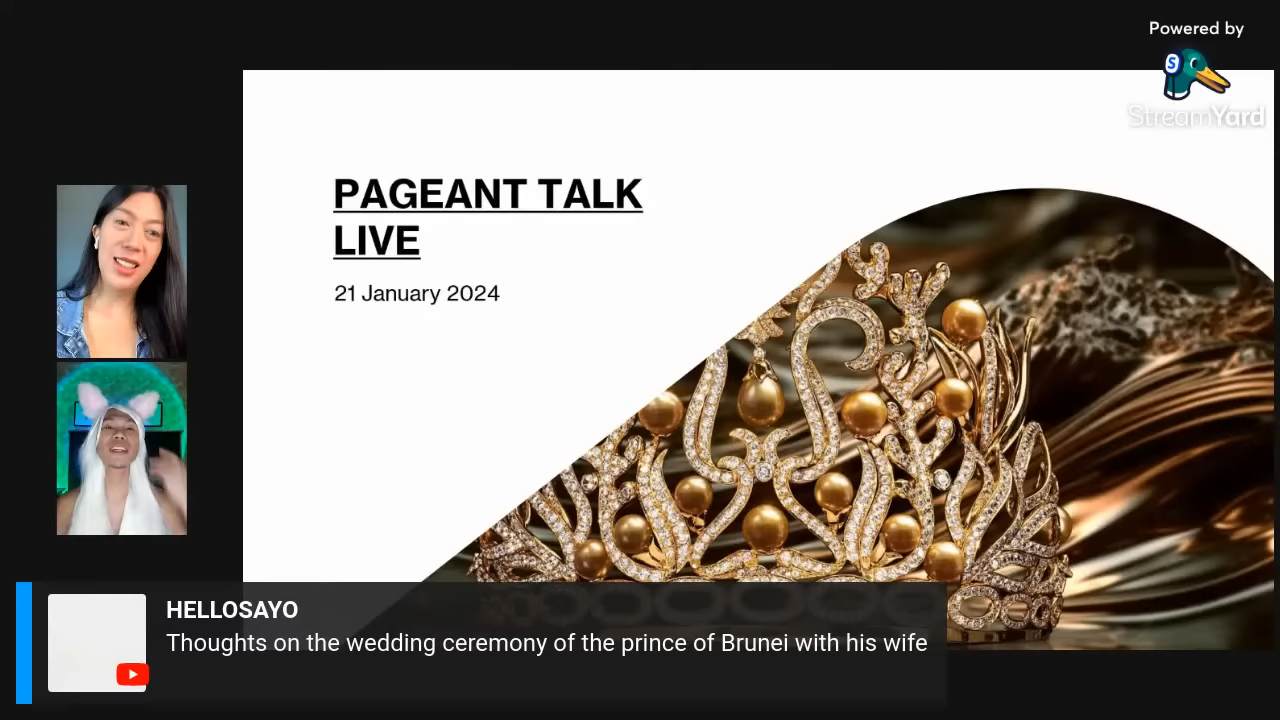 Powered by
S
StreamYard
PAGEANT TALK
LIVE
21 January 2024
HELLOSAYO
Thoughts on the wedding ceremony of the prince of Brunei with his wife